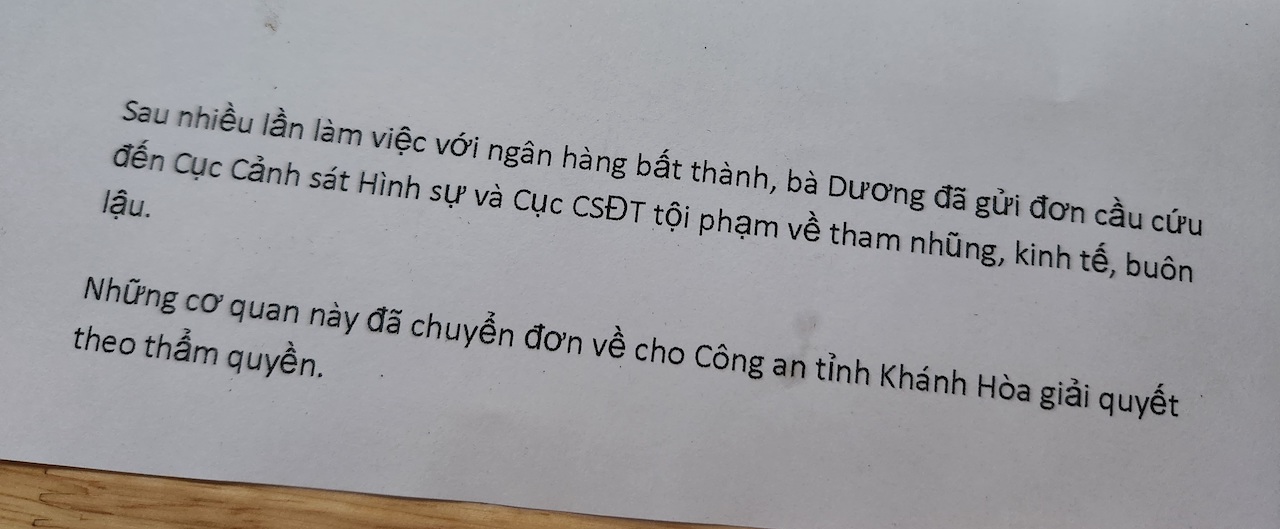 Sau nhiều lần làm việc với ngân hàng bất thành, bà Dương đã gửi đơn cầu cứu
đến Cục Cảnh sát Hình sự và Cục CSĐT tội phạm về tham nhũng, kinh tế, buôn
lậu.
Những cơ quan này đã chuyển đơn về cho Công an tỉnh Khánh Hòa giải quyết
theo thẩm quyền.